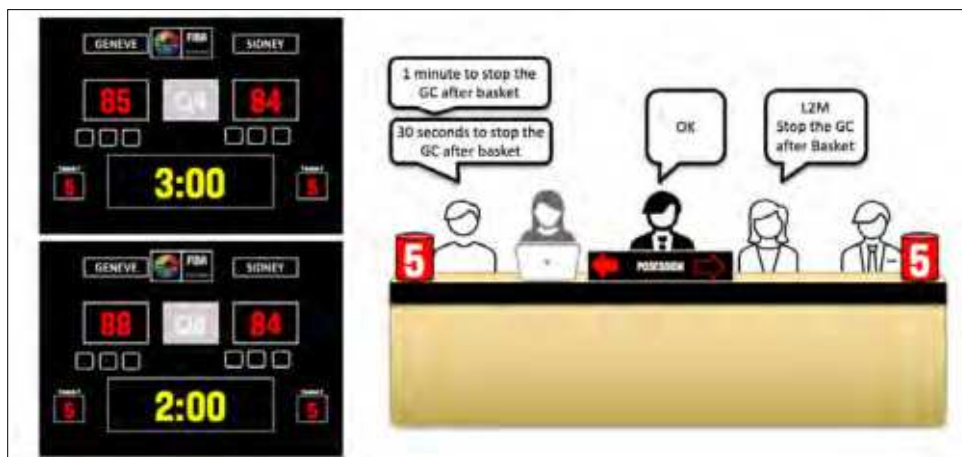 GENEVE
FIBA
SIDNEY
85
Q4
84
5
3:00
5
GENEVE
FIBA
SIDNEY
88
84
5
2:00
5
1 minute to stop the
GC after basket
30 seconds to stop the
GC after basket
OK
L2M
Stop the GC
after Basket
5
POSESSION
5